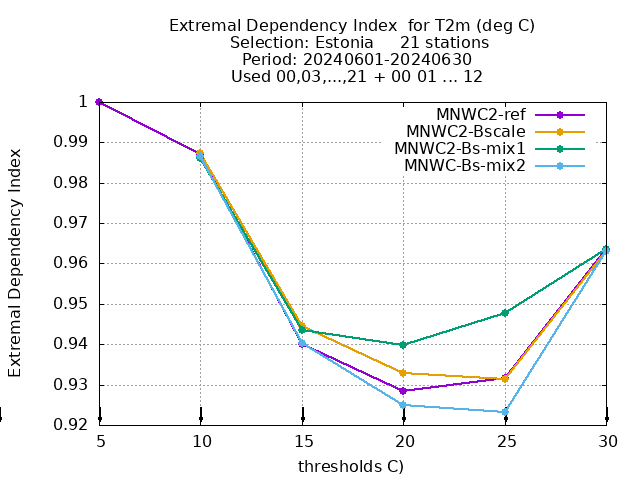 Extremal Dependency Index  for T2m (deg C)
Selection: Estonia     21 stations
Period: 20240601-20240630
Used 00,03,...,21 + 00 01 ... 12
MNWC2-ref
MNWC2-Bscale
MNWC2-Bs-mix1
MNWC-Bs-mix2
Extremal Dependency Index
1
0.99
0.98
0.97
0.96
0.95
0.94
0.93
0.92
5 10 15 20 25 30
thresholds C)